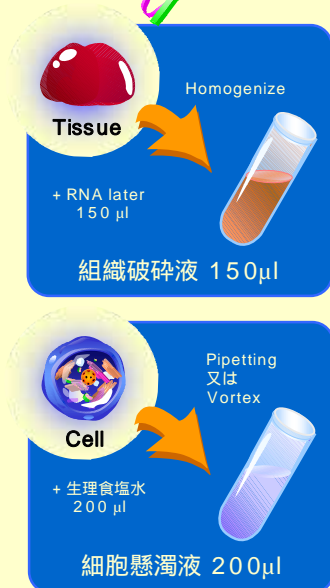 Homogenize
Tissue
+ RNA later
150 μl
組織破砕液 150μl
Pipetting
又は
Vortex
Cell
+ 生理食塩水
200 μl
細胞懸濁液 200μl